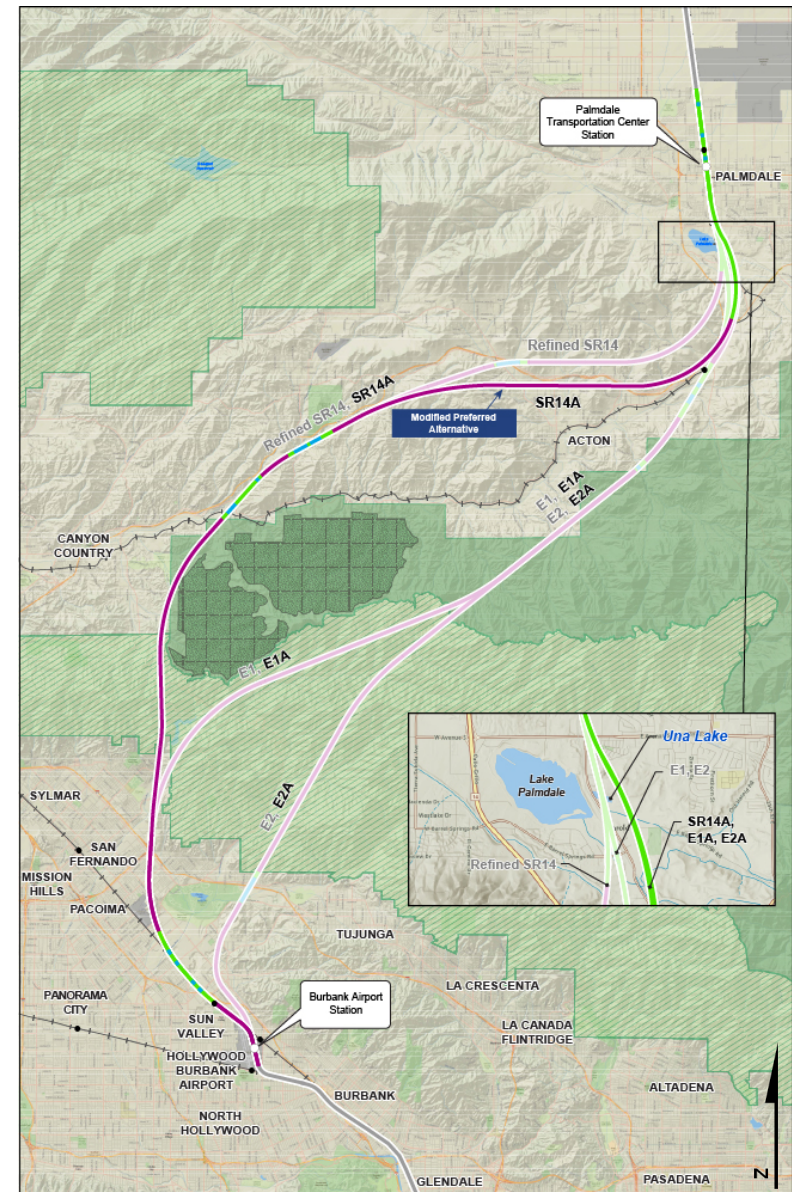 Palmdale
Transportation Center
Station
PALMDALE
Lake
Palmdale
Refined SR14
Refined SR14, SR14A
SR14A
Modified Preferred
Alternative
ACTON
E1, E1A
E2, E2A
CANYON
COUNTRY
E1, E1A
E2, E2A
Una Lake
Lake
Palmdale
E1, E2
SR14A,
E1A, E2A
Refined SR14
W Avenue S
SYLMAR
SAN
FERNANDO
MISSION
HILLS
PACOIMA
TUJUNGA
PANORAMA
CITY
SUN
VALLEY
Burbank Airport
Station
LA CRESCENTA
LA CANADA
FLINTRIDGE
HOLLYWOOD
BURBANK
AIRPORT
BURBANK
ALTADENA
NORTH
HOLLYWOOD
GLENDALE
PASADENA
N